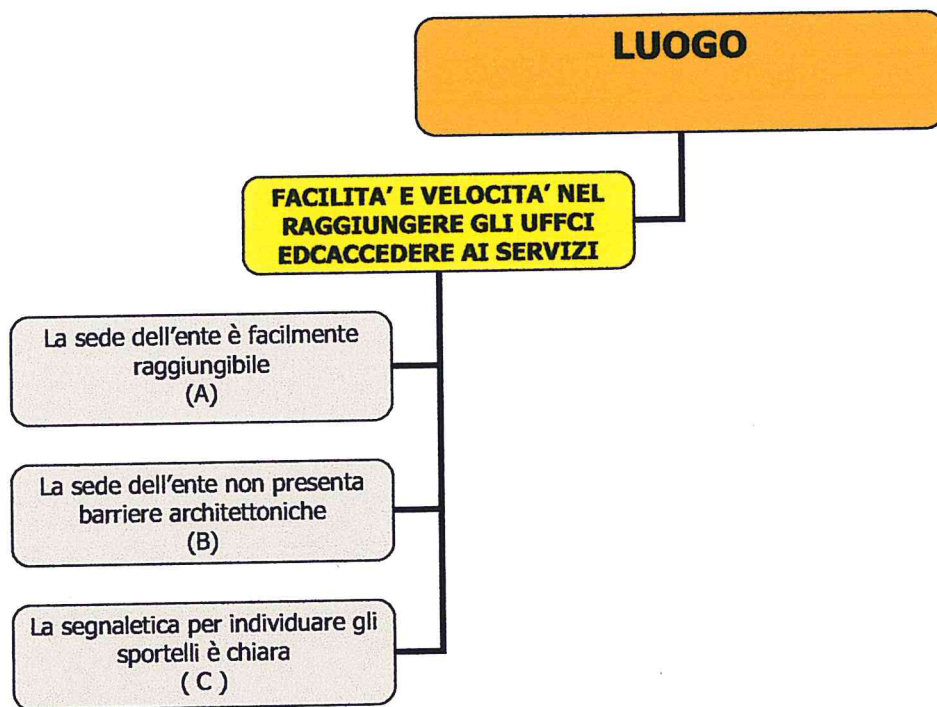 LUOGO
FACILITA’ E VELOCITA’ NEL
RAGGIUNGERE GLI UFFCI
EDCACCEDERE AI SERVIZI
La sede dell’ente è facilmente
raggiungibile
(A)
La sede dell’ente non presenta
barriere architettoniche
(B)
La segnaletica per individuare gli
sportelli è chiara
( C )